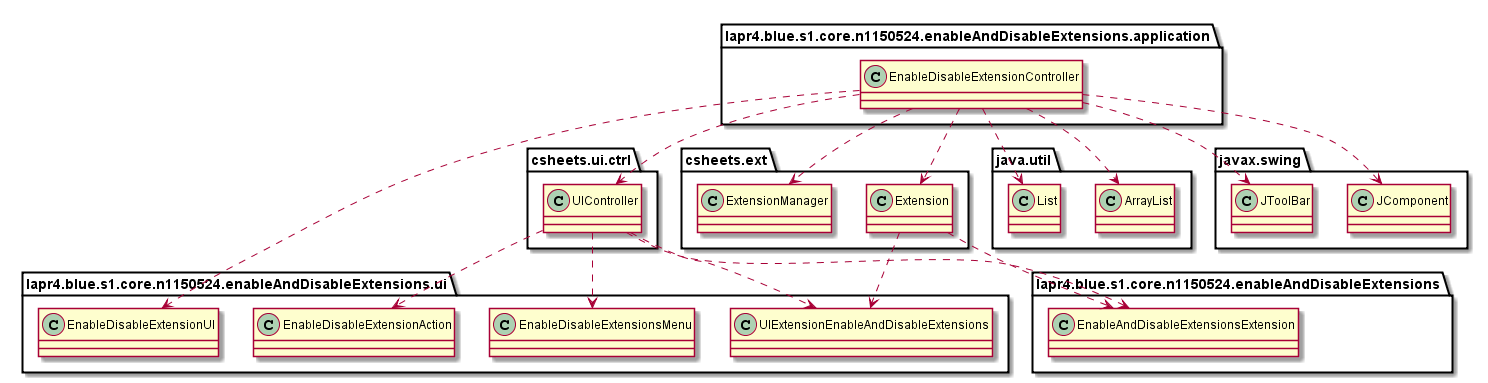 lapr4.blue.s1.core.n1150524.enableAndDisableExtensions.application
C EnableDisableExtensionController
csheets.ui.ctrl
csheets.ext
java.util
javax.swing
C UIController
C ExtensionManager
C Extension
C List
C ArrayList
C JToolBar
C JComponent
lapr4.blue.s1.core.n1150524.enableAndDisableExtensions.ui
lapr4.blue.s1.core.n1150524.enableAndDisableExtensions
C EnableDisableExtensionUI
C EnableDisableExtensionAction
C EnableDisableExtensionsMenu
C UIExtensionEnableAndDisableExtensions
C EnableAndDisableExtensionsExtension